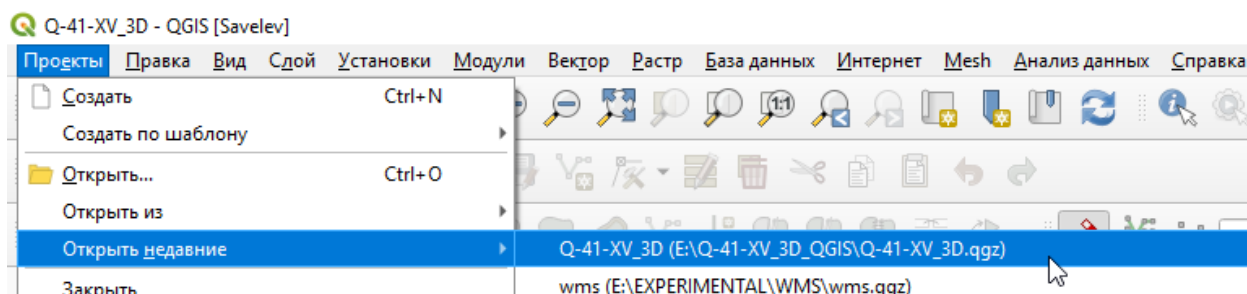 Q-41-XV_3D - QGIS [Savelev]
Проекты Правка Вид Слой Установки Модули Вектор Растр База данных Интернет Mesh Анализ данных Справка
Создать Ctrl+N
1:1
Создать по шаблону
Открыть... Ctrl+O
Открыть из
Открыть недавние Q-41-XV_3D (E:\Q-41-XV_3D_QGIS\Q-41-XV_3D.qgz)
Закрыть wms (E:\EXPERIMENTAL\WMS\wms.qgz)